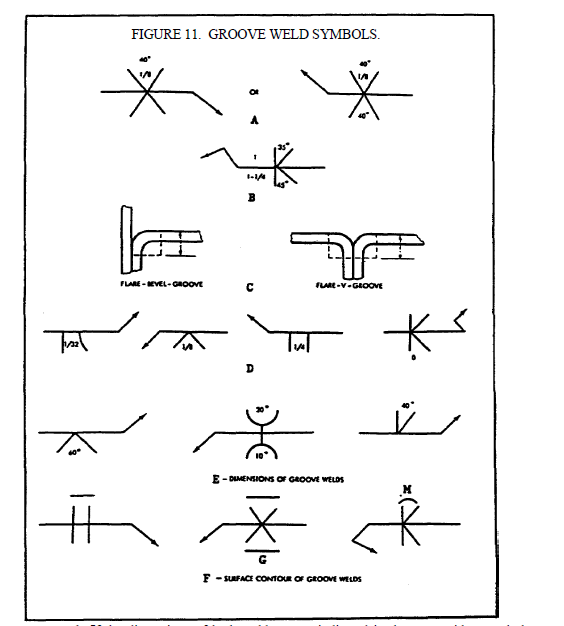 FIGURE 11. GROOVE WELD SYMBOLS.
40°
1/8
OR
40°
1/8
40°
A
1
1-1/4
35°
45°
B
FLARE - BEVEL - GROOVE
C
FLARE - V - GROOVE
1/32
1/8
1/4
0
D
60°
20°
10°
40°
E - DIMENSIONS OF GROOVE WELDS
G
M
F - SURFACE CONTOUR OF GROOVE WELDS